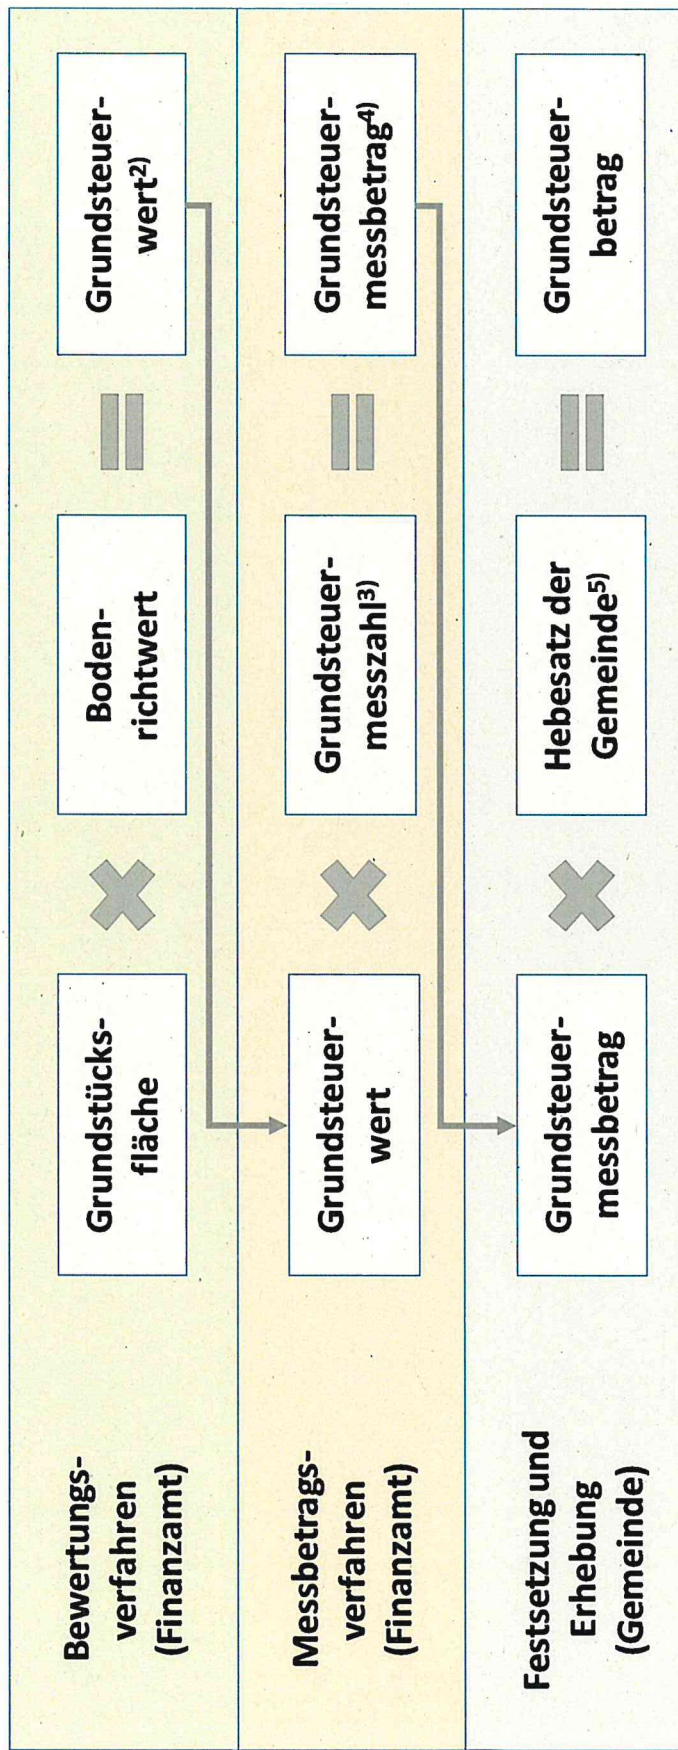 Bewertungs-
verfahren
(Finanzamt)
Grundstücks-
fläche
Boden-
richtwert
Grundsteuer-
wert2)
Messbetrags-
verfahren
(Finanzamt)
Grundsteuer-
wert
Grundsteuer-
messzahl3)
Grundsteuer-
messbetrag4)
Festsetzung und
Erhebung
(Gemeinde)
Grundsteuer-
messbetrag
Hebesatz der
Gemeinde5)
Grundsteuer-
betrag